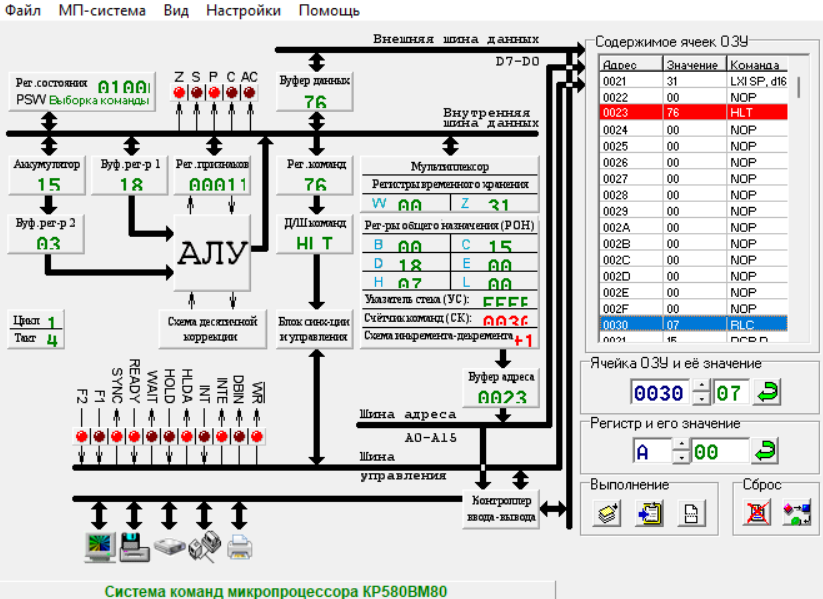 Файл МП-система Вид Настройки Помощь
Внешняя шина данных
D7-D0
Рег.состояния
PSW Выборка команды
Z S P C AC
Буфер данных
76
Внутренняя
шина данных
Аккумулятор
15
Буф.рег-р 1
18
Рег.признаков
00011
Рег.команд
76
Буф.рег-р 2
03
АЛУ
Д/Ш команд
HLT
Мультиплексор
Регистры временного хранения
W 00 Z 31
Рег-ры общего назначения (РОН)
B 00 C 15
D 18 E 00
H 07 L 00
Указатель стека (УС):
Счётчик команд (СК):
Схема инкремента-декремента +1
Цикл 1
Такт 4
Схема десятичной
коррекции
Блок синх-ции
и управления
Буфер адреса
0023
F2 F1 SYNC READY WAIT HOLD HLDA INT INTE DBIN WR
Шина адреса
A0-A15
Шина
управления
Контроллер
ввода-вывода
Содержимое ячеек ОЗУ
Адрес Значение Команда
0021 31 LXI SP, d16
0022 00 NOP
0023 76 HLT
0024 00 NOP
0025 00 NOP
0026 00 NOP
0027 00 NOP
0028 00 NOP
0029 00 NOP
002A 00 NOP
002B 00 NOP
002C 00 NOP
002D 00 NOP
002E 00 NOP
002F 00 NOP
0030 07 RLC
Ячейка ОЗУ и её значение
0030 07
Регистр и его значение
A 00
Выполнение
Сброс
Система команд микропроцессора КР580ВМ80